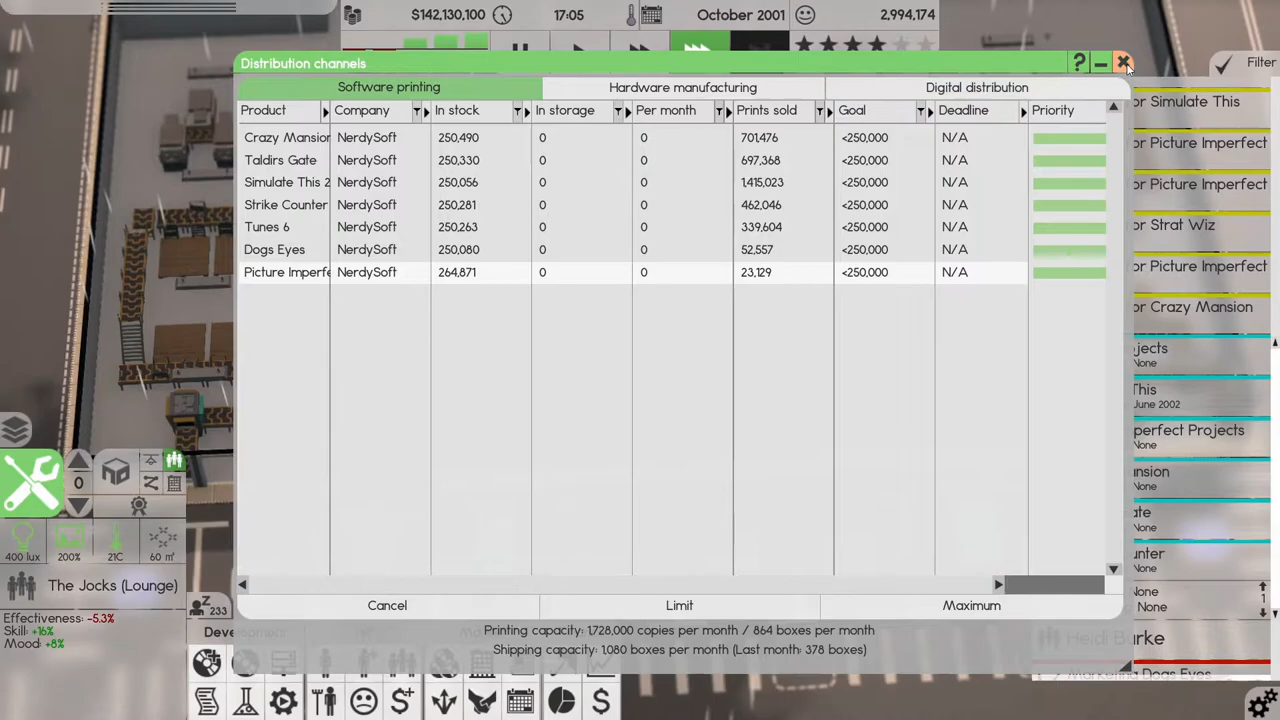 $142,130,100 17:05 October 2001 2,994,174
Distribution channels
Filter
Software printing Hardware manufacturing Digital distribution
Product Company In stock In storage Per month Prints sold Goal Deadline Priority
Crazy Mansion NerdySoft 250,490 0 0 701,476 <250,000 N/A
Taldirs Gate NerdySoft 250,330 0 0 697,368 <250,000 N/A
Simulate This 2 NerdySoft 250,056 0 0 1,415,023 <250,000 N/A
Strike Counter NerdySoft 250,281 0 0 462,046 <250,000 N/A
Tunes 6 NerdySoft 250,263 0 0 339,604 <250,000 N/A
Dogs Eyes NerdySoft 250,080 0 0 52,557 <250,000 N/A
Picture Imperfe NerdySoft 264,871 0 0 23,129 <250,000 N/A
Cancel Limit Maximum
Printing capacity: 1,728,000 copies per month / 864 boxes per month
Shipping capacity: 1,080 boxes per month (Last month: 378 boxes)
or Simulate This
or Picture Imperfect
or Picture Imperfect
or Strat Wiz
or Picture Imperfect
or Crazy Mansion
ojects
None
This
June 2002
perfect Projects
None
ansion
None
ate
None
unter
None
None
None
1
Heidi Burke
Marketing Dogs Eyes
0
400 lux 200% 21C 60 m²
The Jocks (Lounge)
Effectiveness: -5.3%
Skill: +16%
Mood: +8%
Z
233